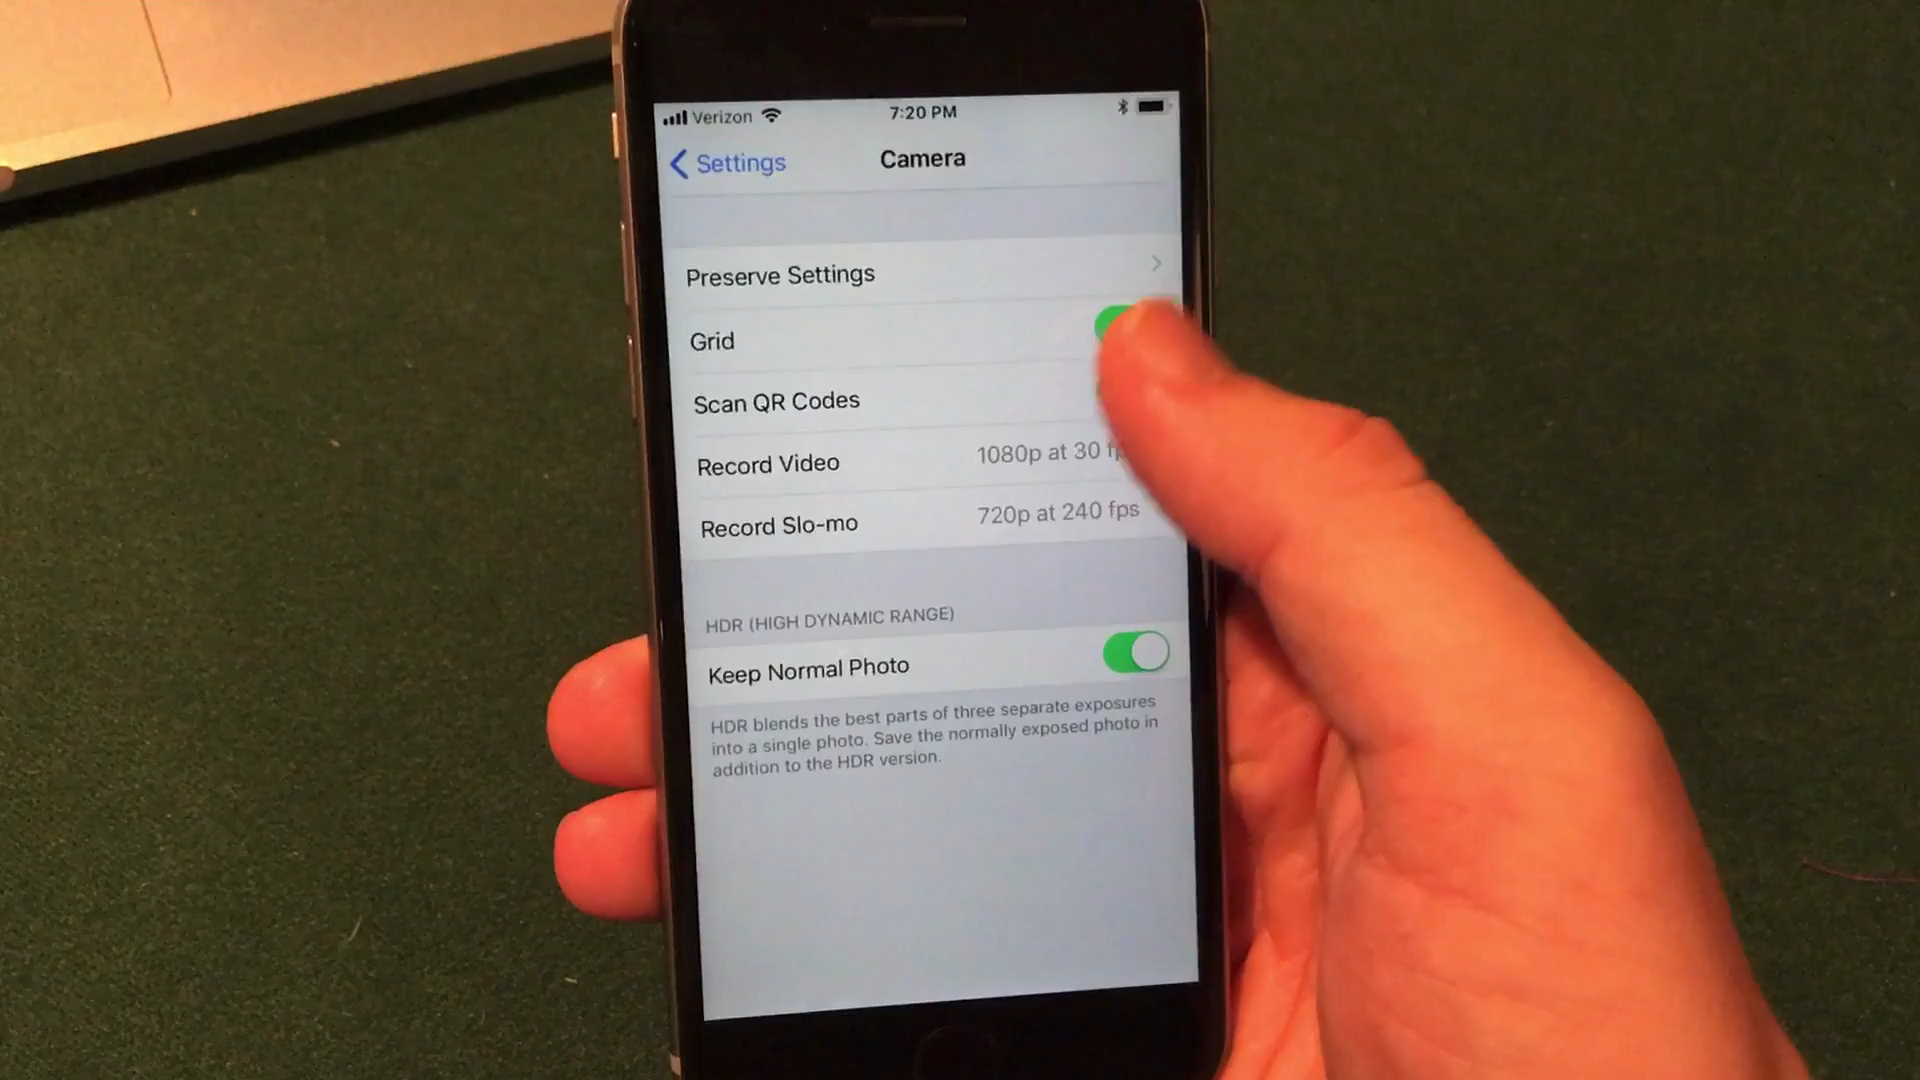 Verizon 7:20 PM
Settings Camera
Preserve Settings
Grid
Scan QR Codes
Record Video 1080p at 30
Record Slo-mo 720p at 240 fps
HDR (HIGH DYNAMIC RANGE)
Keep Normal Photo
HDR blends the best parts of three separate exposures
into a single photo. Save the normally exposed photo in
addition to the HDR version.